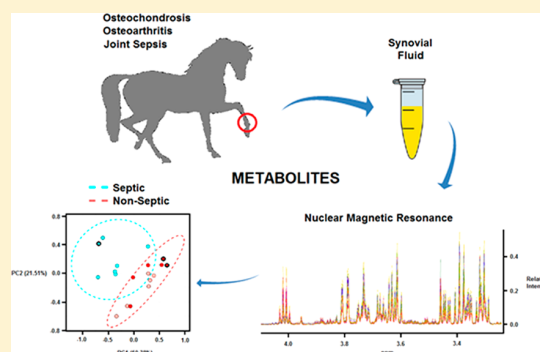 Osteochondrosis
Osteoarthritis
Joint Sepsis
Synovial
Fluid
METABOLITES
Septic
Non-Septic
Nuclear Magnetic Resonance
0.8
0.4
0.0
-0.4
-0.8
PC2 (21.51%)
-1.0
-0.5
0.0
0.5
1.0
0.4
0.2
0.0
4.0
3.8
3.6
3.4